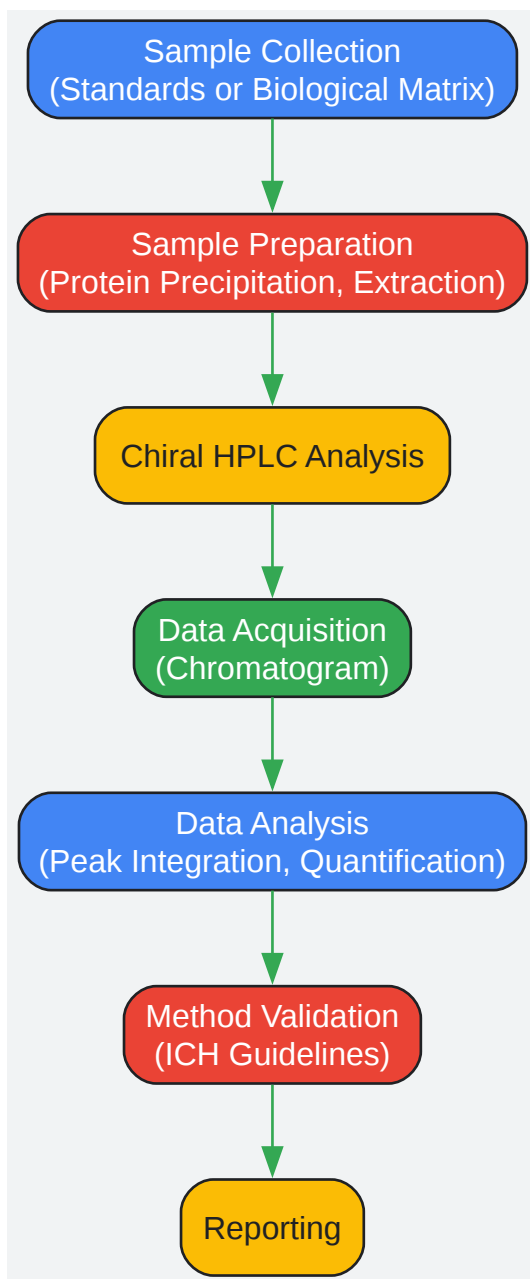 Sample Collection
(Standards or Biological Matrix)
Sample Preparation
(Protein Precipitation, Extraction)
Chiral HPLC Analysis
Data Acquisition
(Chromatogram)
Data Analysis
(Peak Integration, Quantification)
Method Validation
(ICH Guidelines)
Reporting